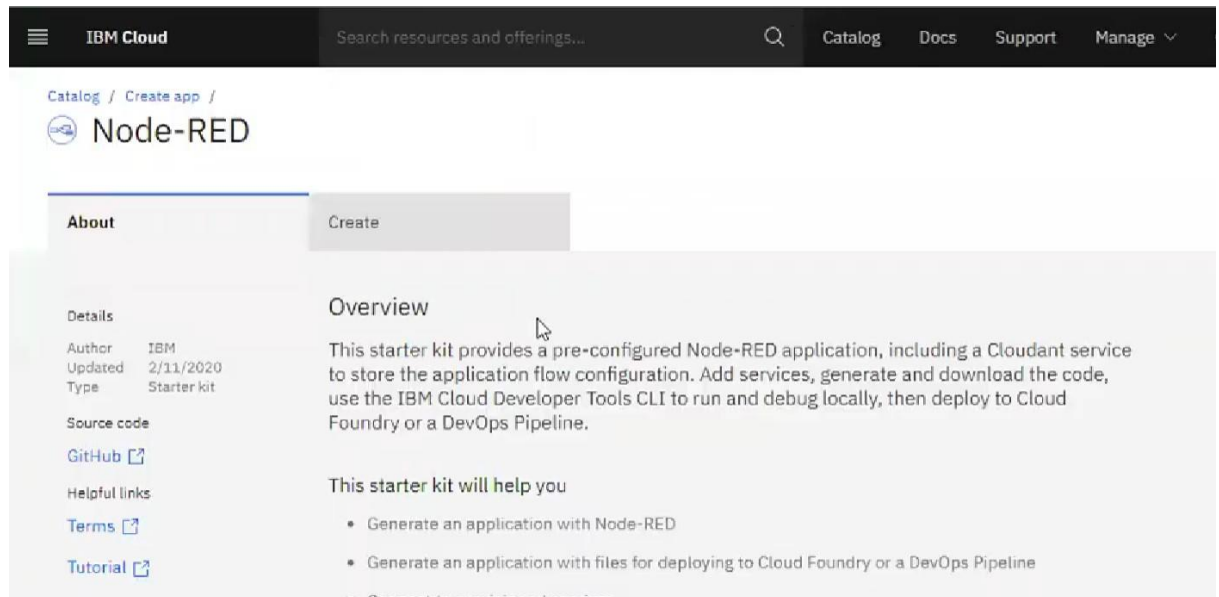 IBM Cloud
Search resources and offerings...
Catalog
Docs
Support
Manage
Catalog / Create app /
Node-RED
About
Create
Details
Author IBM
Updated 2/11/2020
Type Starter kit
Source code
GitHub
Helpful links
Terms
Tutorial
Overview
This starter kit provides a pre-configured Node-RED application, including a Cloudant service
to store the application flow configuration. Add services, generate and download the code,
use the IBM Cloud Developer Tools CLI to run and debug locally, then deploy to Cloud
Foundry or a DevOps Pipeline.
This starter kit will help you
• Generate an application with Node-RED
• Generate an application with files for deploying to Cloud Foundry or a DevOps Pipeline